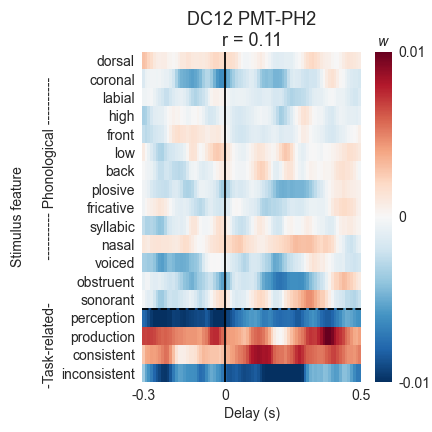 DC12 PMT-PH2
r = 0.11
w
0.01
0
-0.01
Stimulus feature
-Task-related- ---------- Phonological ----------
dorsal
coronal
labial
high
front
low
back
plosive
fricative
syllabic
nasal
voiced
obstruent
sonorant
perception
production
consistent
inconsistent
-0.3 0 0.5
Delay (s)